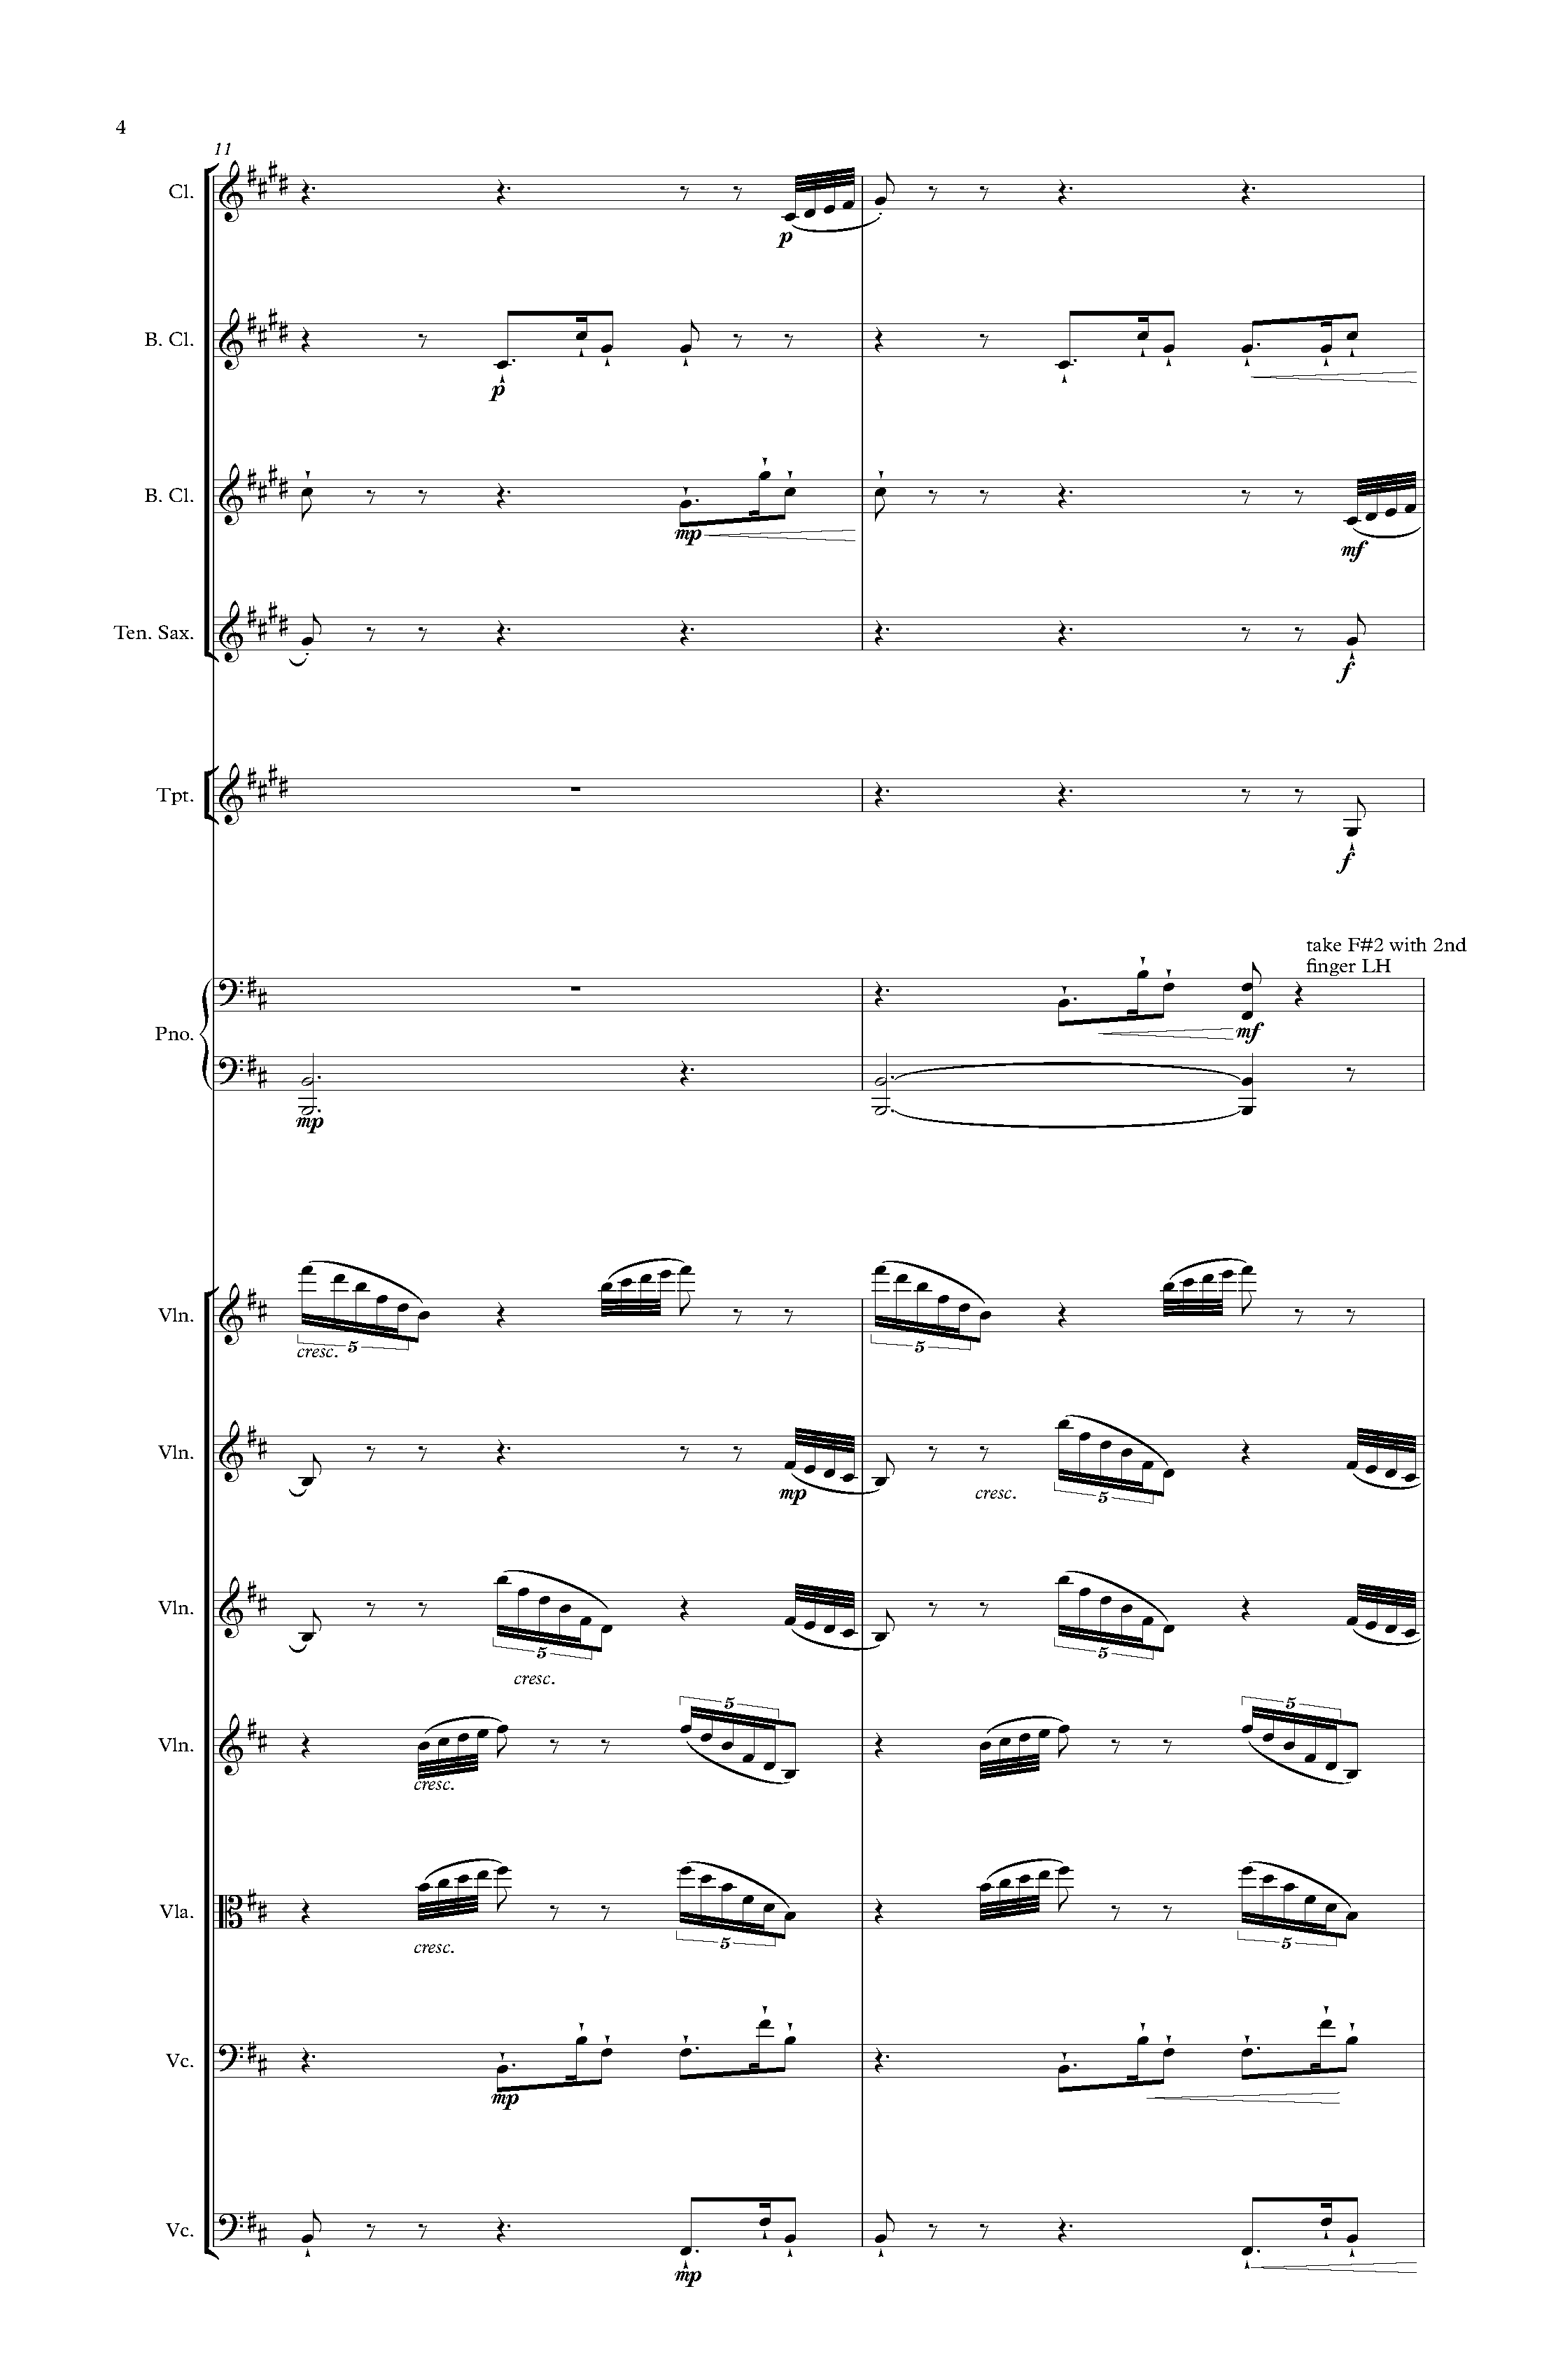 4
11
Cl.
p
B. Cl.
p
B. Cl.
mp
mf
Ten. Sax.
f
Tpt.
f
take F#2 with 2nd
finger LH
Pno.
mf
mp
Vln.
cresc. 5
5
Vln.
mp
cresc.
5
Vln.
5
5
cresc.
5
5
Vln.
cresc.
Vla.
cresc.
5
5
Vc.
mp
Vc.
mp